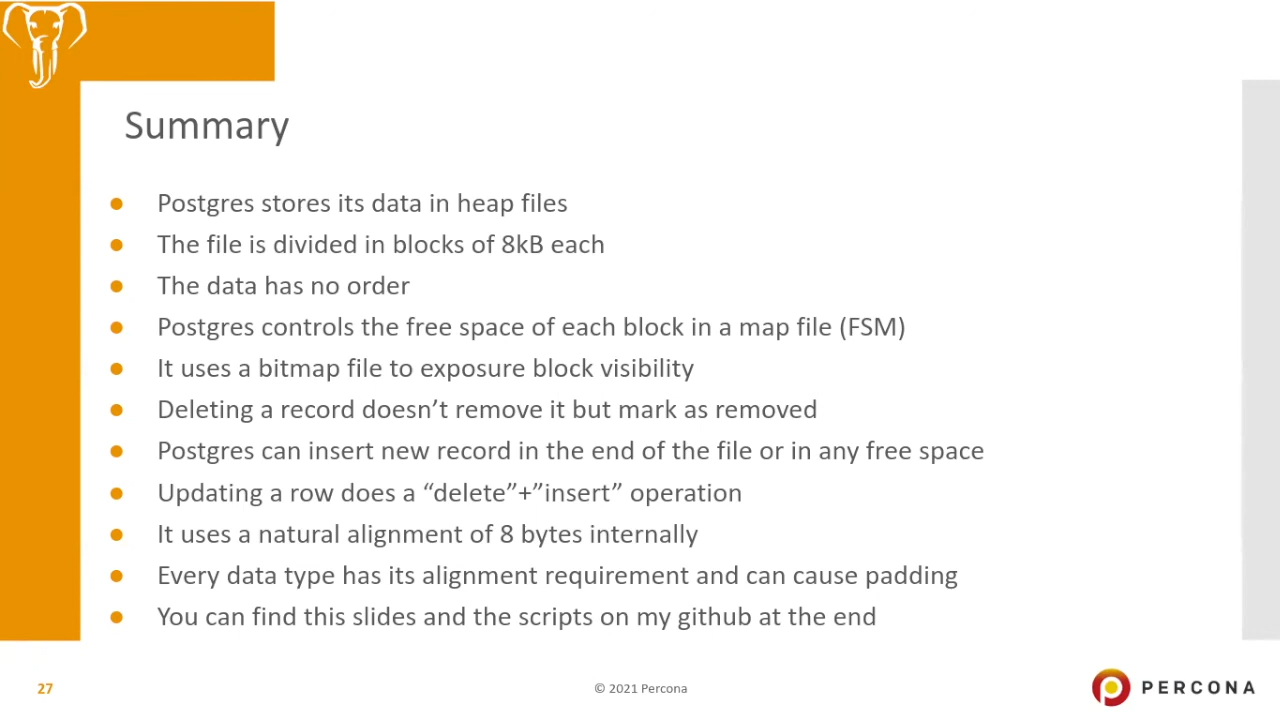 Summary
● Postgres stores its data in heap files
● The file is divided in blocks of 8kB each
● The data has no order
● Postgres controls the free space of each block in a map file (FSM)
● It uses a bitmap file to exposure block visibility
● Deleting a record doesn’t remove it but mark as removed
● Postgres can insert new record in the end of the file or in any free space
● Updating a row does a “delete”+”insert” operation
● It uses a natural alignment of 8 bytes internally
● Every data type has its alignment requirement and can cause padding
● You can find this slides and the scripts on my github at the end
27
© 2021 Percona
PERCONA